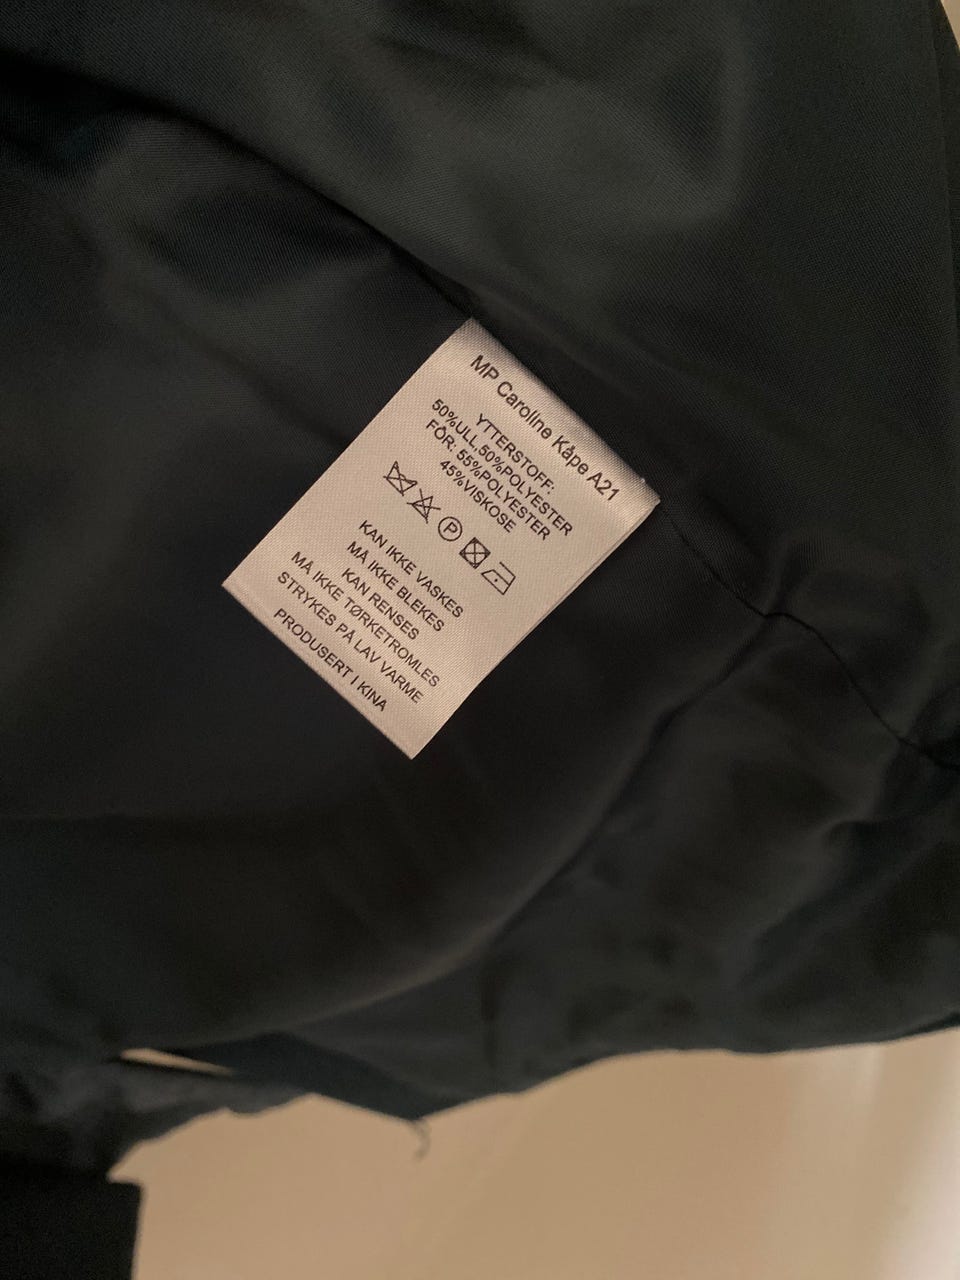 MP Caroline Kåpe A21
YTTERSTOFF:
50%ULL,50%POLYESTER
FÔR: 55%POLYESTER
45%VISKOSE
P
KAN IKKE VASKES
MÅ IKKE BLEKES
KAN RENSES
MÅ IKKE TØRKETROMLES
STRYKES PÅ LAV VARME
PRODUSERT I KINA